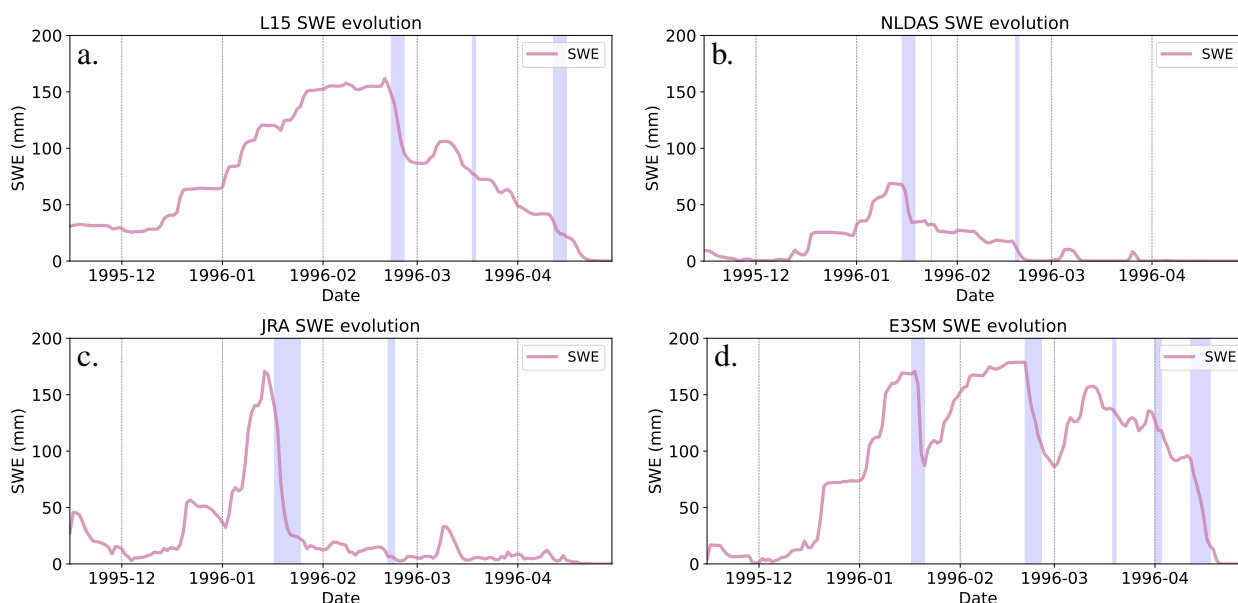 L15 SWE evolution
a.
SWE
SWE (mm)
200
150
100
50
0
1995-12 1996-01 1996-02 1996-03 1996-04
Date
NLDAS SWE evolution
b.
SWE
SWE (mm)
200
150
100
50
0
1995-12 1996-01 1996-02 1996-03 1996-04
Date
JRA SWE evolution
c.
SWE
SWE (mm)
200
150
100
50
0
1995-12 1996-01 1996-02 1996-03 1996-04
Date
E3SM SWE evolution
d.
SWE
SWE (mm)
200
150
100
50
0
1995-12 1996-01 1996-02 1996-03 1996-04
Date